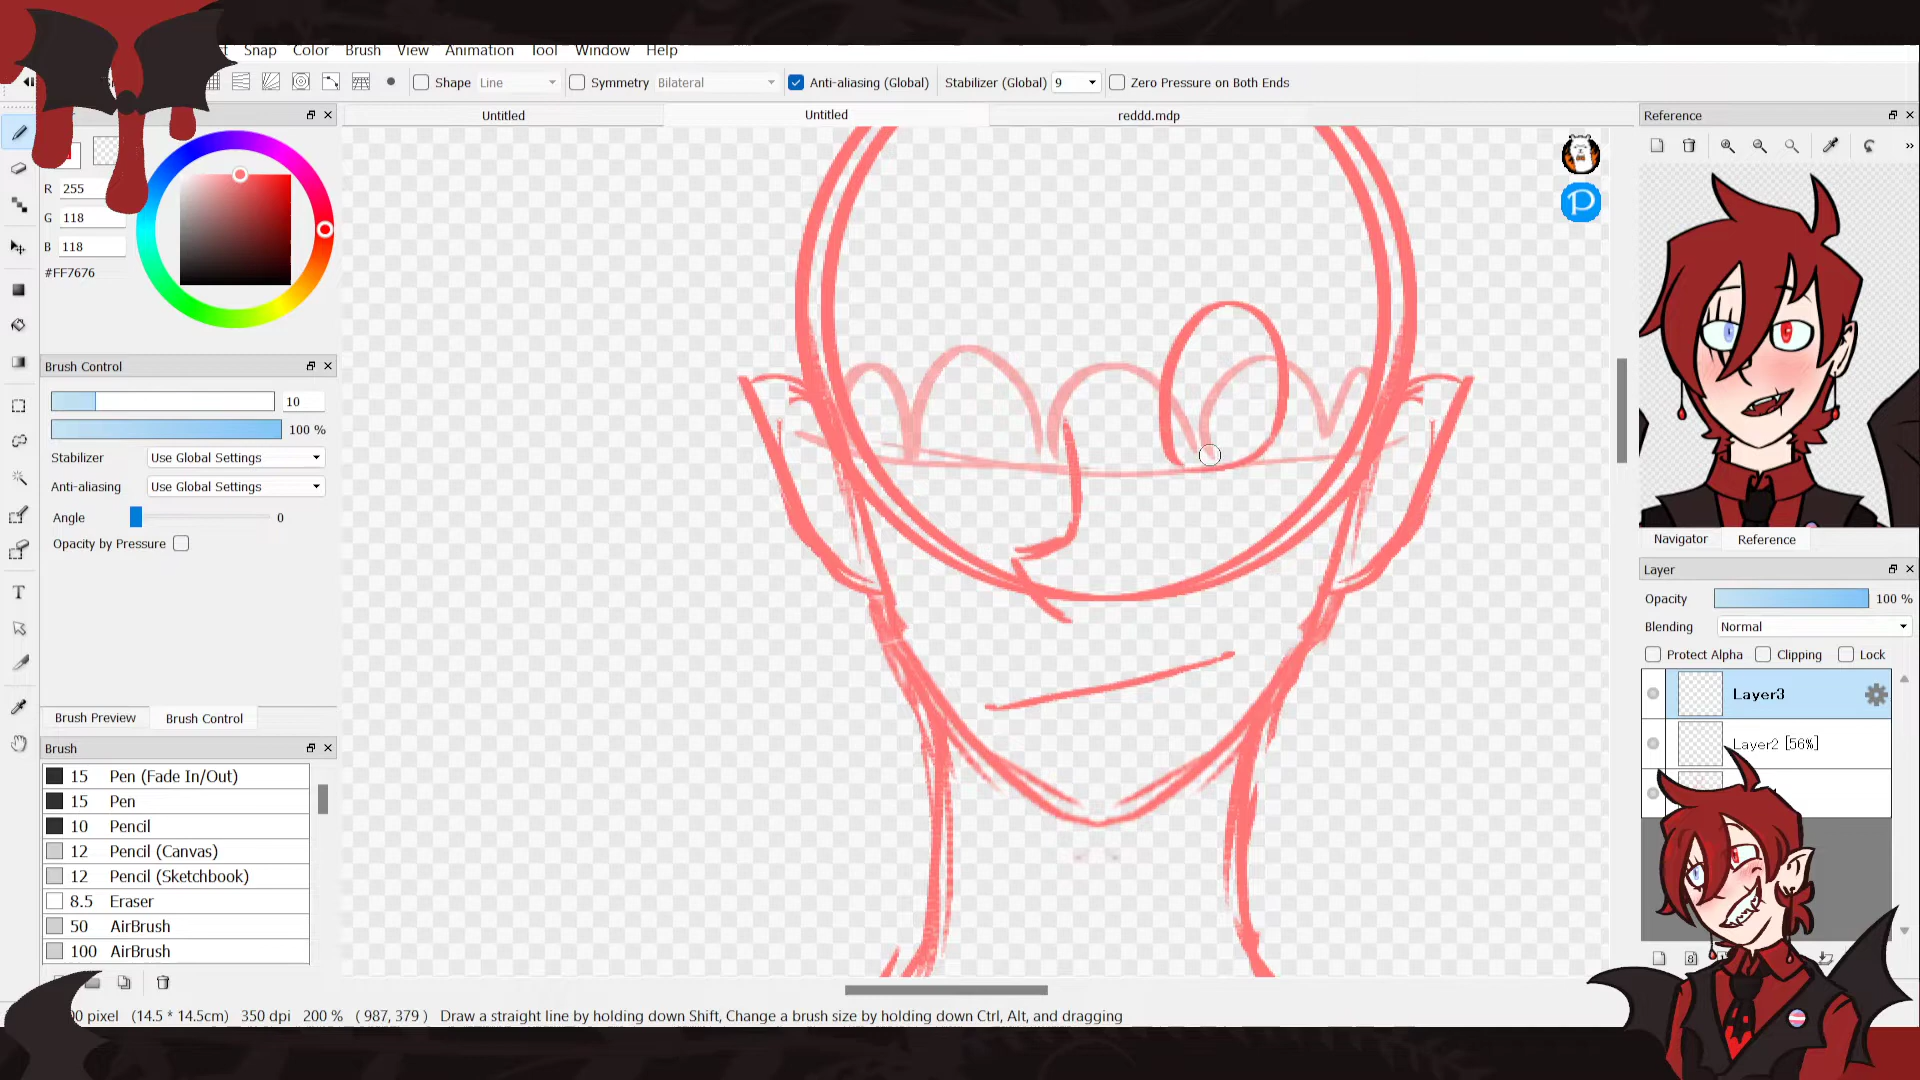 Snap Color Brush View Animation Tool Window Help
Shape Line Symmetry Bilateral Anti-aliasing (Global) Stabilizer (Global) 9 Zero Pressure on Both Ends
Untitled Untitled reddd.mdp
R 255
G 118
B 118
#FF7676
Brush Control
10
100 %
Stabilizer Use Global Settings
Anti-aliasing Use Global Settings
Angle 0
Opacity by Pressure
Brush Preview Brush Control
Brush
15 Pen (Fade In/Out)
15 Pen
10 Pencil
12 Pencil (Canvas)
12 Pencil (Sketchbook)
8.5 Eraser
50 AirBrush
100 AirBrush
pixel (14.5 * 14.5cm) 350 dpi 200 % ( 987, 379 ) Draw a straight line by holding down Shift, Change a brush size by holding down Ctrl, Alt, and dragging
Reference
Navigator Reference
Layer
Opacity 100 %
Blending Normal
Protect Alpha Clipping Lock
Layer3
Layer2 [56%]